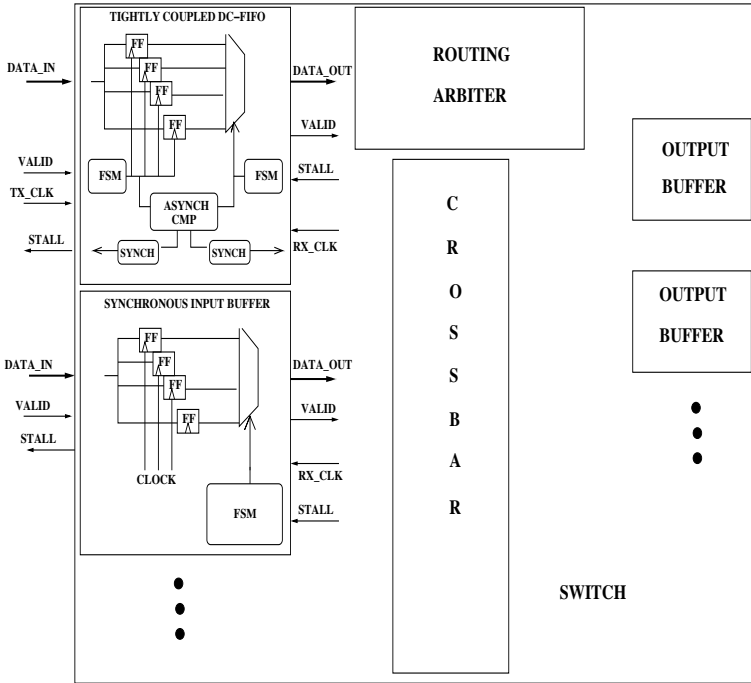 TIGHTLY COUPLED DC-FIFO
FF
FF
FF
FF
DATA_IN
DATA_OUT
VALID
VALID
FSM
FSM
STALL
TX_CLK
ASYNCH
CMP
STALL
SYNCH
SYNCH
RX_CLK
ROUTING
ARBITER
OUTPUT
BUFFER
OUTPUT
BUFFER
C
R
O
S
S
B
A
R
SYNCHRONOUS INPUT BUFFER
FF
FF
FF
FF
DATA_IN
DATA_OUT
VALID
VALID
STALL
CLOCK
RX_CLK
FSM
STALL
SWITCH